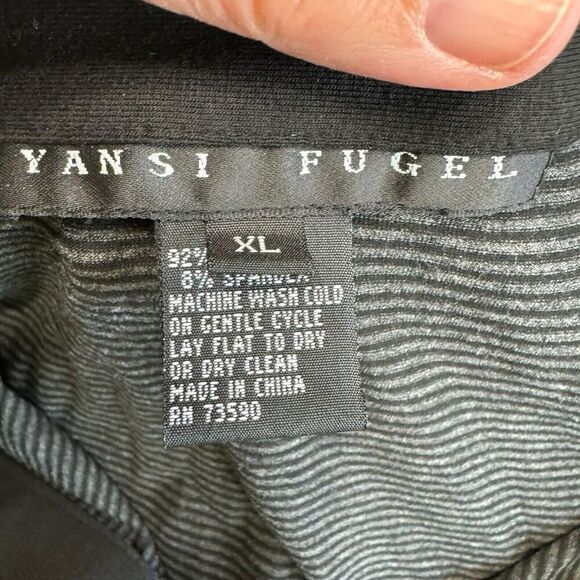 YANSI FUGEL
XL
92%
8% SPANDEX
MACHINE WASH COLD
ON GENTLE CYCLE
LAY FLAT TO DRY
OR DRY CLEAN
MADE IN CHINA
RN 73590